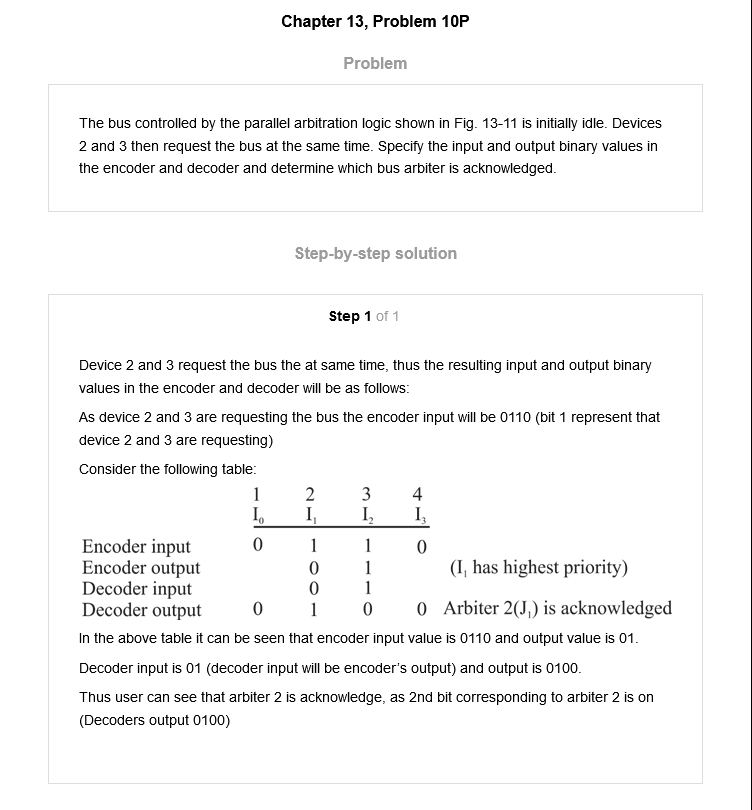 Chapter 13, Problem 10P
Problem
The bus controlled by the parallel arbitration logic shown in Fig. 13-11 is initially idle. Devices
2 and 3 then request the bus at the same time. Specify the input and output binary values in
the encoder and decoder and determine which bus arbiter is acknowledged.
Step-by-step solution
Step 1 of 1
Device 2 and 3 request the bus the at same time, thus the resulting input and output binary
values in the encoder and decoder will be as follows:
As device 2 and 3 are requesting the bus the encoder input will be 0110 (bit 1 represent that
device 2 and 3 are requesting)
Consider the following table:
1 2 3 4
I₀ I₁ I₂ I₃
Encoder input 0 1 1 0
Encoder output 0 1 (I₁ has highest priority)
Decoder input 0 1
Decoder output 0 1 0 0 Arbiter 2(J₁) is acknowledged
In the above table it can be seen that encoder input value is 0110 and output value is 01.
Decoder input is 01 (decoder input will be encoder's output) and output is 0100.
Thus user can see that arbiter 2 is acknowledge, as 2nd bit corresponding to arbiter 2 is on
(Decoders output 0100)